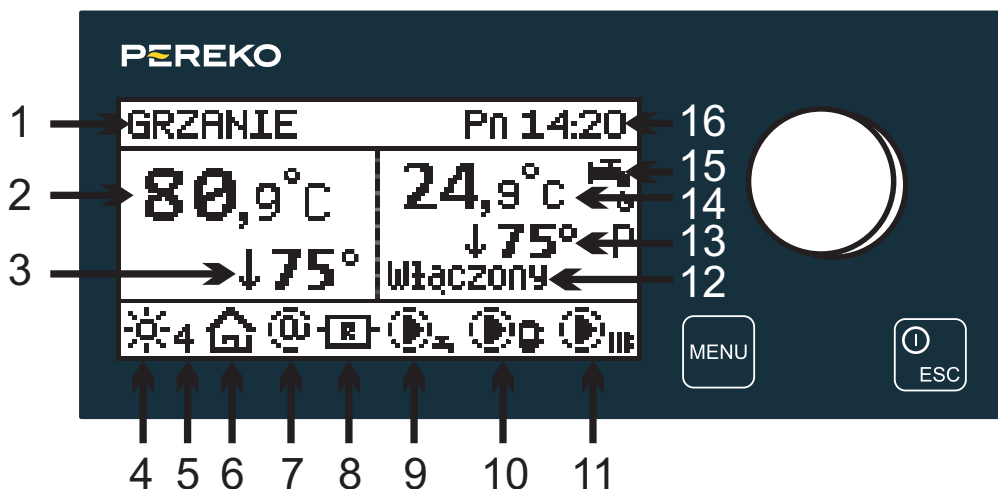 PEREKO
1 GRZANIE Pn 14:20 16
15
2 80,9°C 24,9°C 14
3 ↓75° ↓75° P 13
Włączony 12
4 @ R
MENU
ESC
4 5 6 7 8 9 10 11